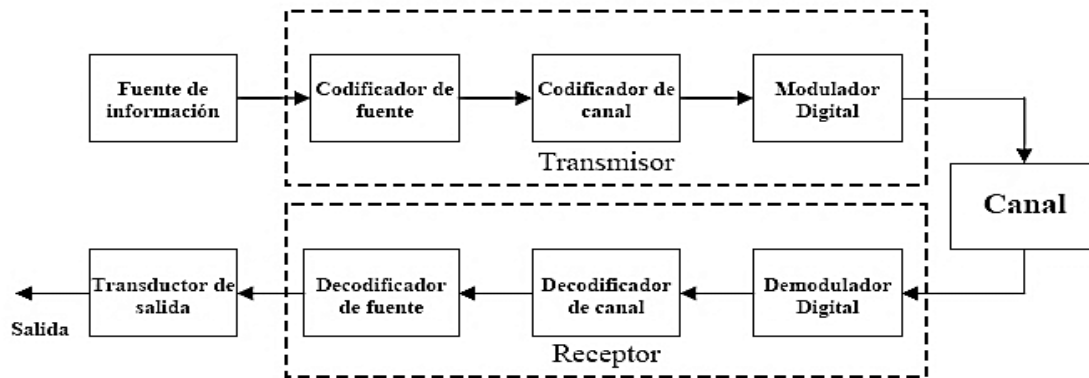 Fuente de
información
Codificador de
fuente
Codificador de
canal
Modulador
Digital
Transmisor
Canal
Transductor de
salida
Decodificador
de fuente
Decodificador
de canal
Demodulador
Digital
Salida
Receptor